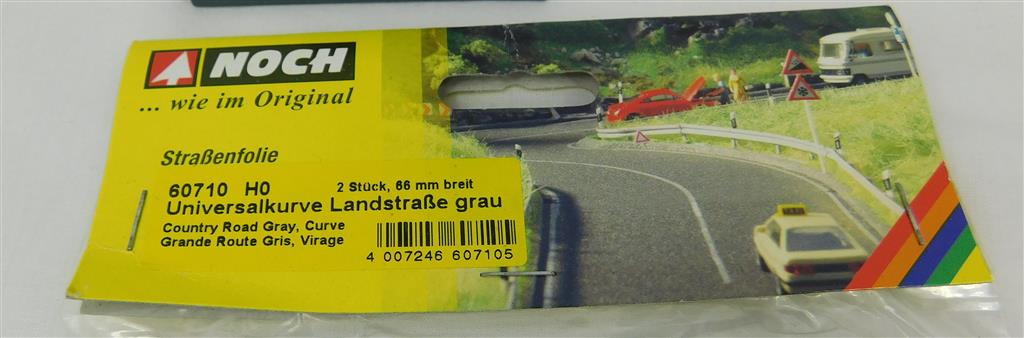 NOCH
... wie im Original
Straßenfolie
60710 H0 2 Stück, 66 mm breit
Universalkurve Landstraße grau
Country Road Gray, Curve
Grande Route Gris, Virage
4 007246 607105
TAXI